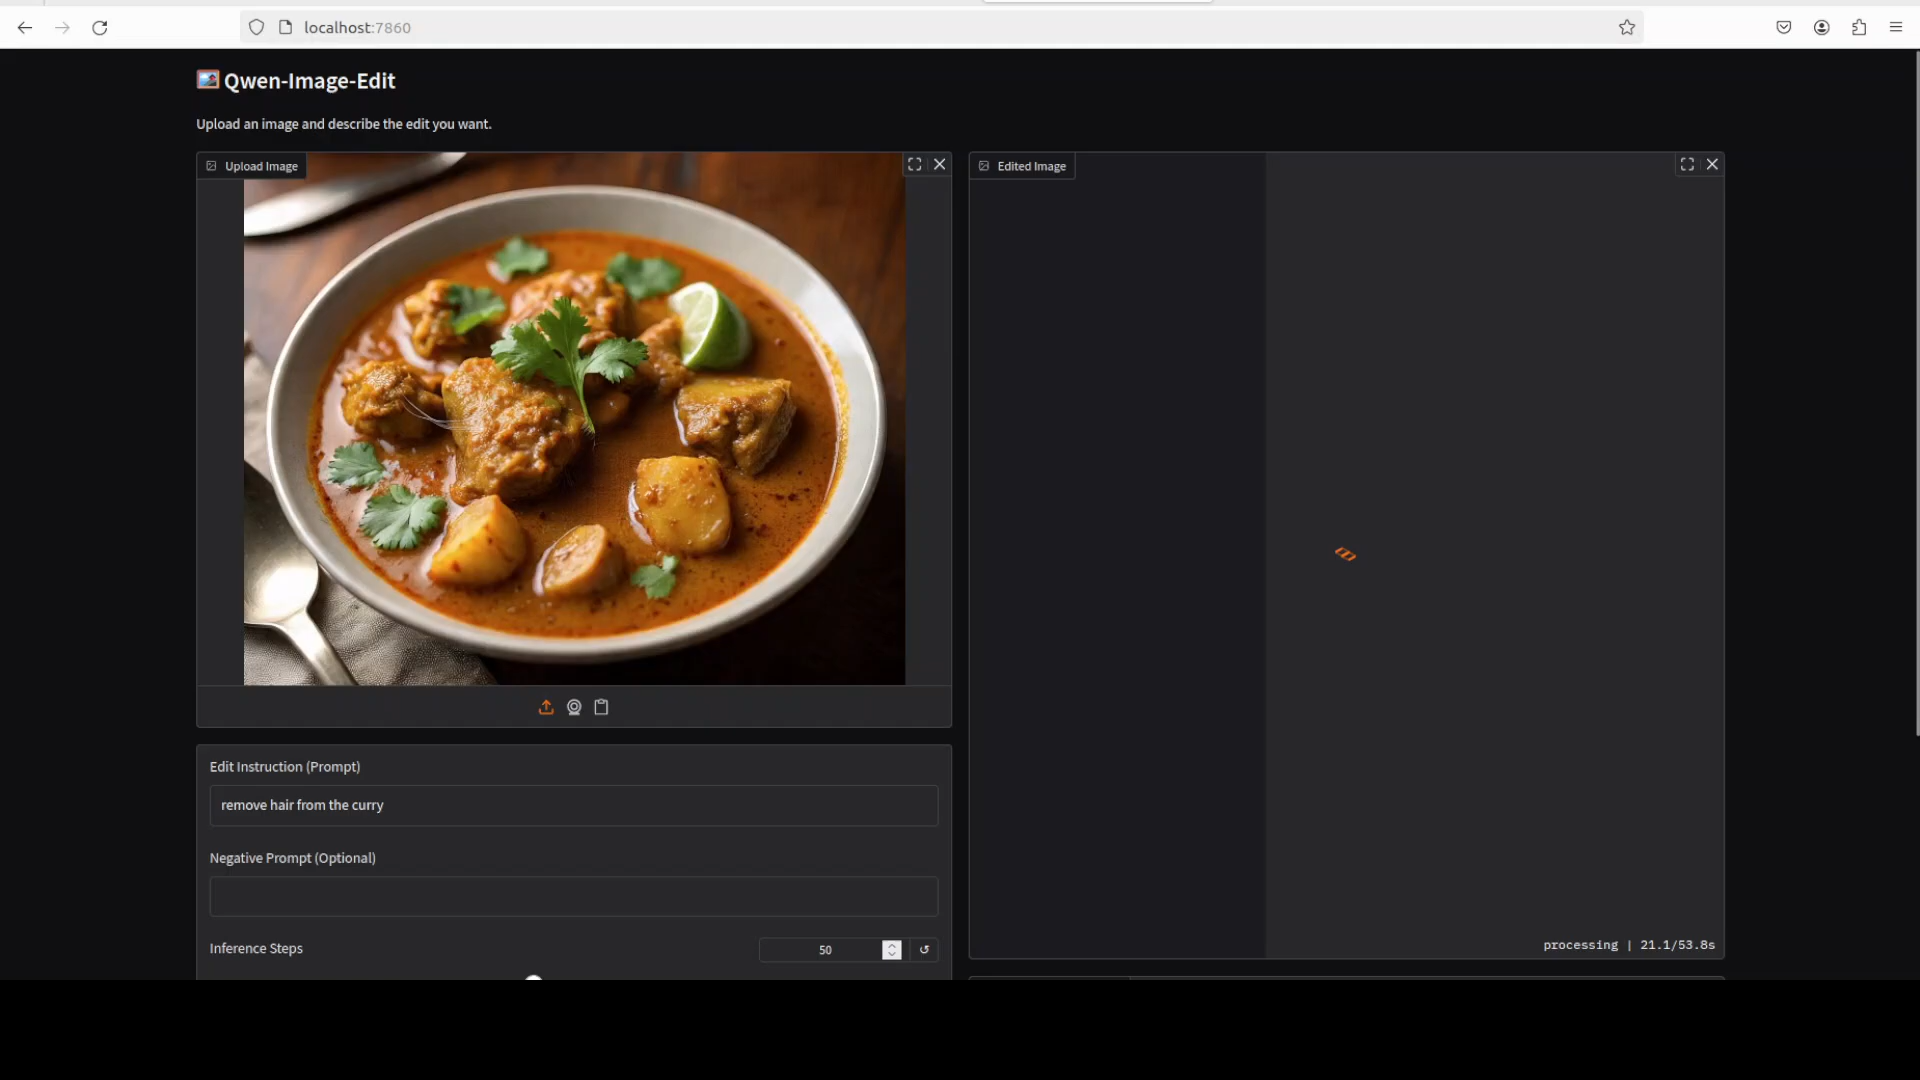 localhost:7860
Qwen-Image-Edit
Upload an image and describe the edit you want.
Upload Image
Edited Image
Edit Instruction (Prompt)
remove hair from the curry
Negative Prompt (Optional)
Inference Steps
50
processing | 21.1/53.8s